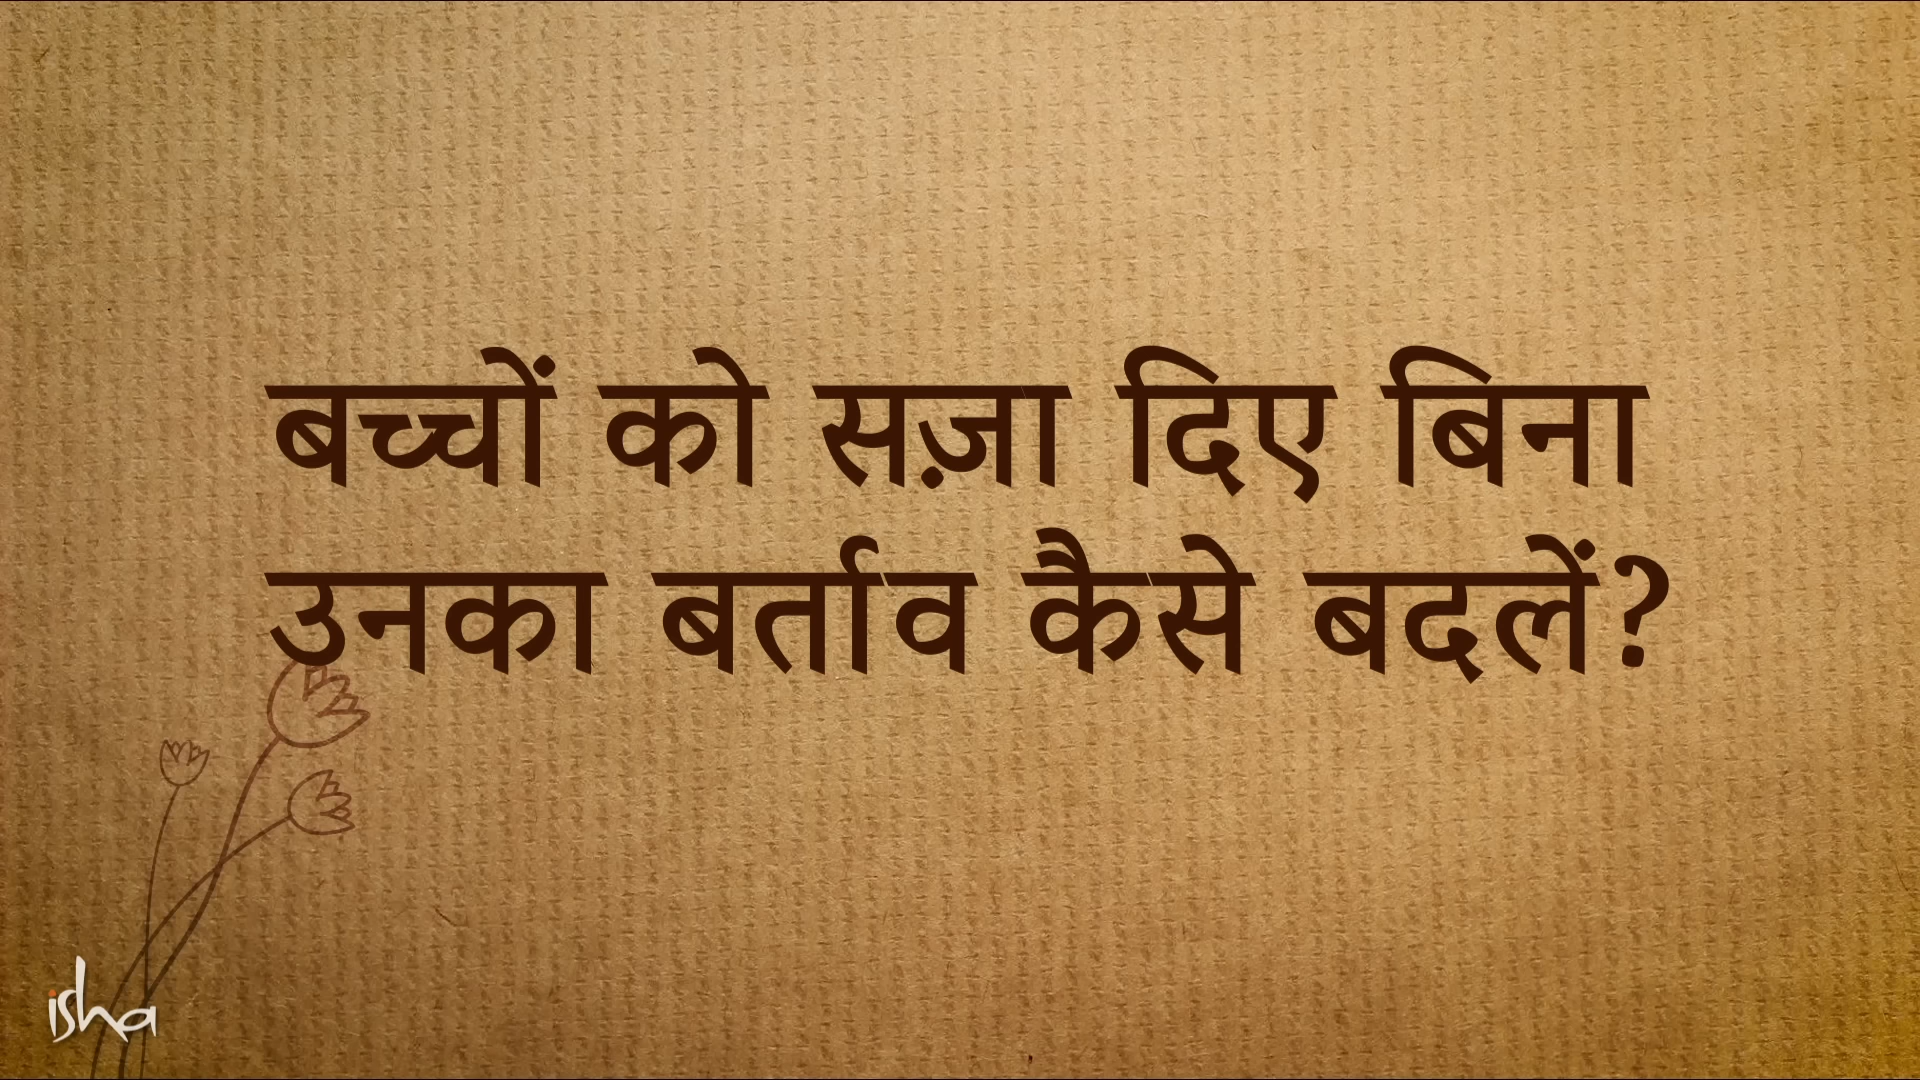 बच्चों को सज़ा दिए बिना
उनका बर्ताव कैसे बदलें?
isha